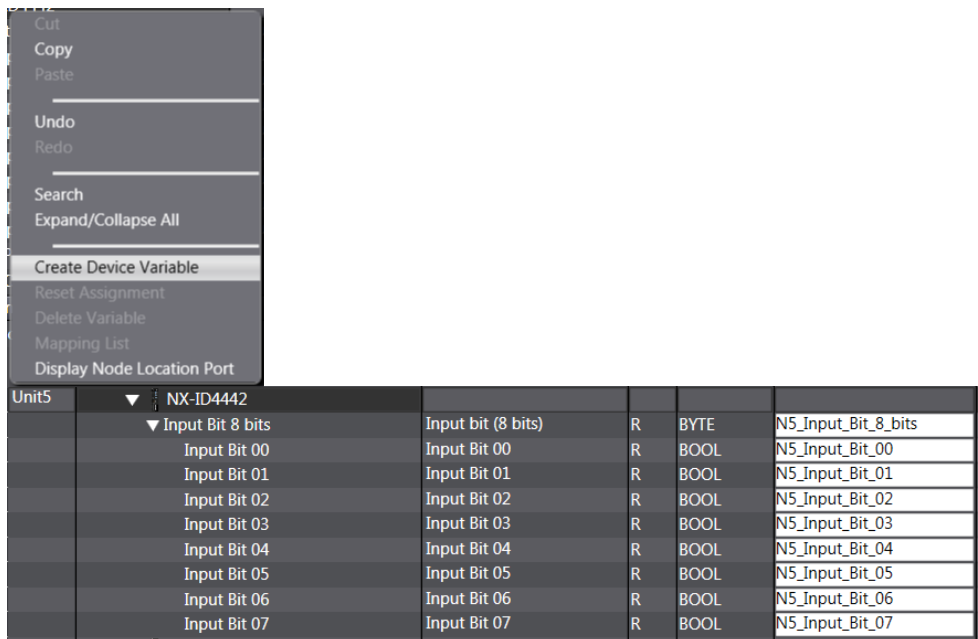 Cut
Copy
Paste
Undo
Redo
Search
Expand/Collapse All
Create Device Variable
Reset Assignment
Delete Variable
Mapping List
Display Node Location Port
Unit5 NX-ID4442
Input Bit 8 bits Input bit (8 bits) R BYTE N5_Input_Bit_8_bits
Input Bit 00 Input Bit 00 R BOOL N5_Input_Bit_00
Input Bit 01 Input Bit 01 R BOOL N5_Input_Bit_01
Input Bit 02 Input Bit 02 R BOOL N5_Input_Bit_02
Input Bit 03 Input Bit 03 R BOOL N5_Input_Bit_03
Input Bit 04 Input Bit 04 R BOOL N5_Input_Bit_04
Input Bit 05 Input Bit 05 R BOOL N5_Input_Bit_05
Input Bit 06 Input Bit 06 R BOOL N5_Input_Bit_06
Input Bit 07 Input Bit 07 R BOOL N5_Input_Bit_07